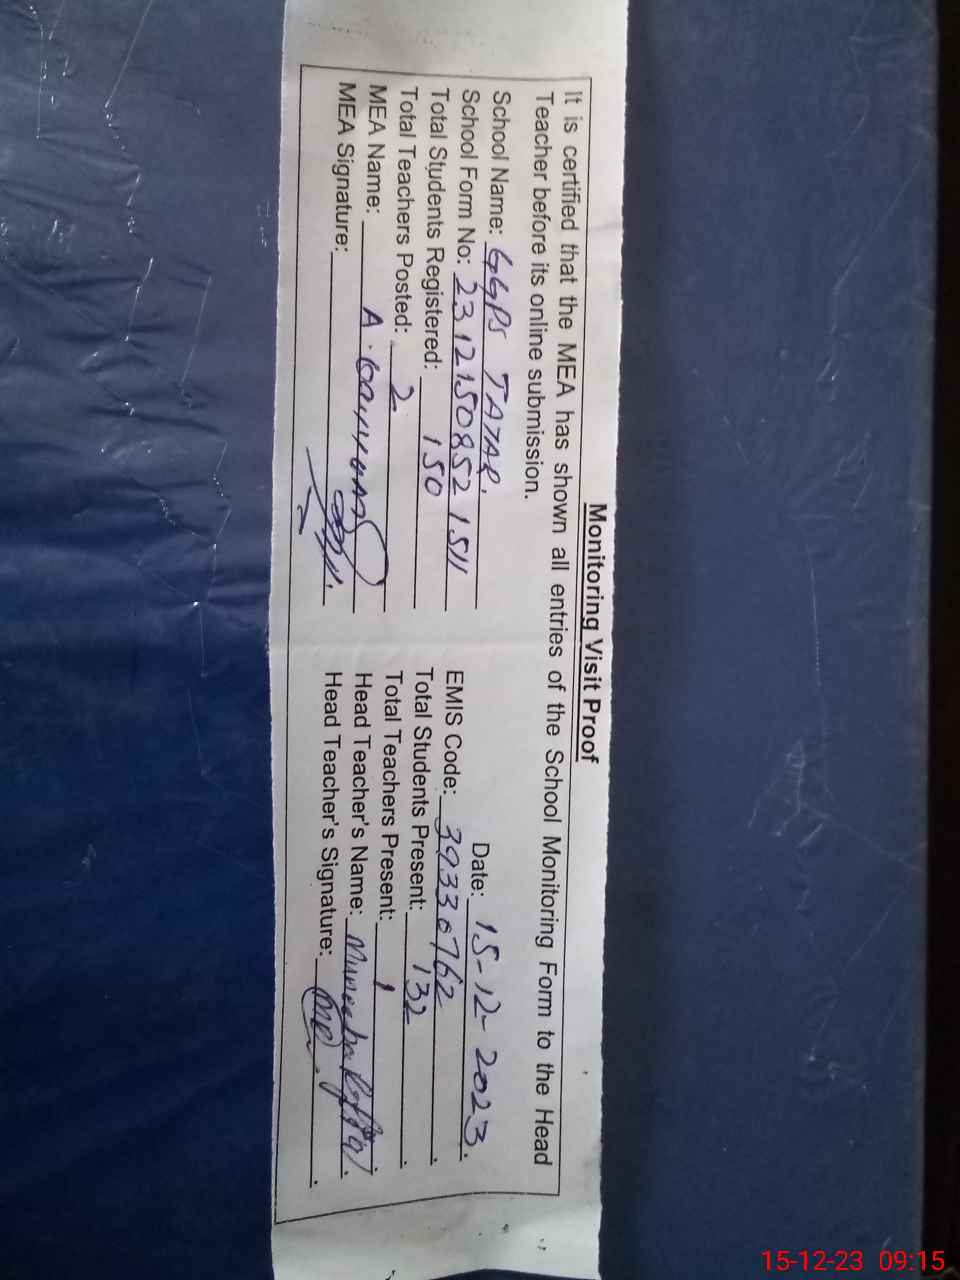 Monitoring Visit Proof
It is certified that the MEA has shown all entries of the School Monitoring Form to the Head
Teacher before its online submission.
Date: 15-12-2023.
School Name: GGPS TATAR.
EMIS Code: 39330762
School Form No: 2312150852 1511
Total Students Present: 132
Total Students Registered: 150
Total Teachers Present: 1
Total Teachers Posted: 2
Head Teacher's Name:
MEA Name: A.
Head Teacher's Signature:
MEA Signature:
15-12-23 09:15